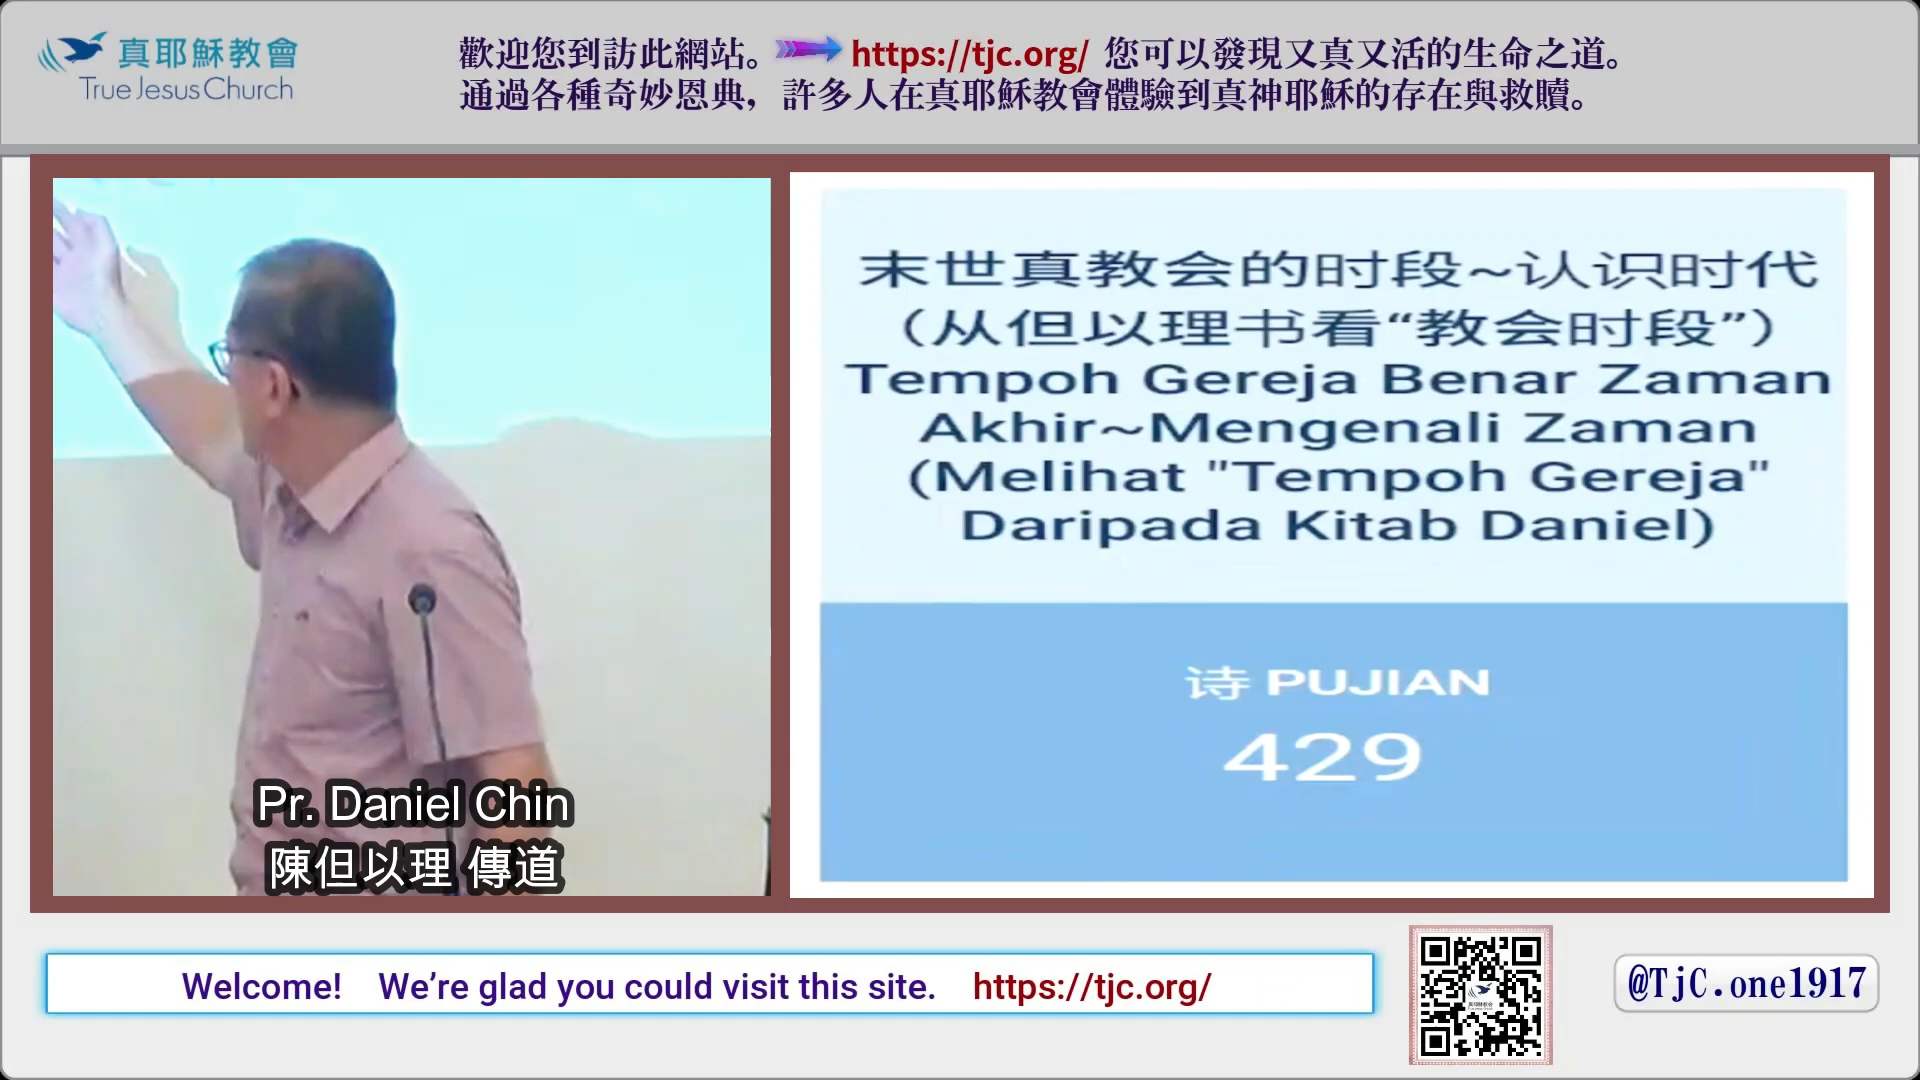 真耶穌教會
True Jesus Church
歡迎您到訪此網站。 https://tjc.org/ 您可以發現又真又活的生命之道。
通過各種奇妙恩典，許多人在真耶穌教會體驗到真神耶穌的存在與救贖。
末世真教会的时段~认识时代
（从但以理书看“教会时段”）
Tempoh Gereja Benar Zaman
Akhir~Mengenali Zaman
(Melihat "Tempoh Gereja"
Daripada Kitab Daniel)
诗 PUJIAN
429
Pr. Daniel Chin
陳但以理 傳道
Welcome! We’re glad you could visit this site. https://tjc.org/
@TjC.one1917